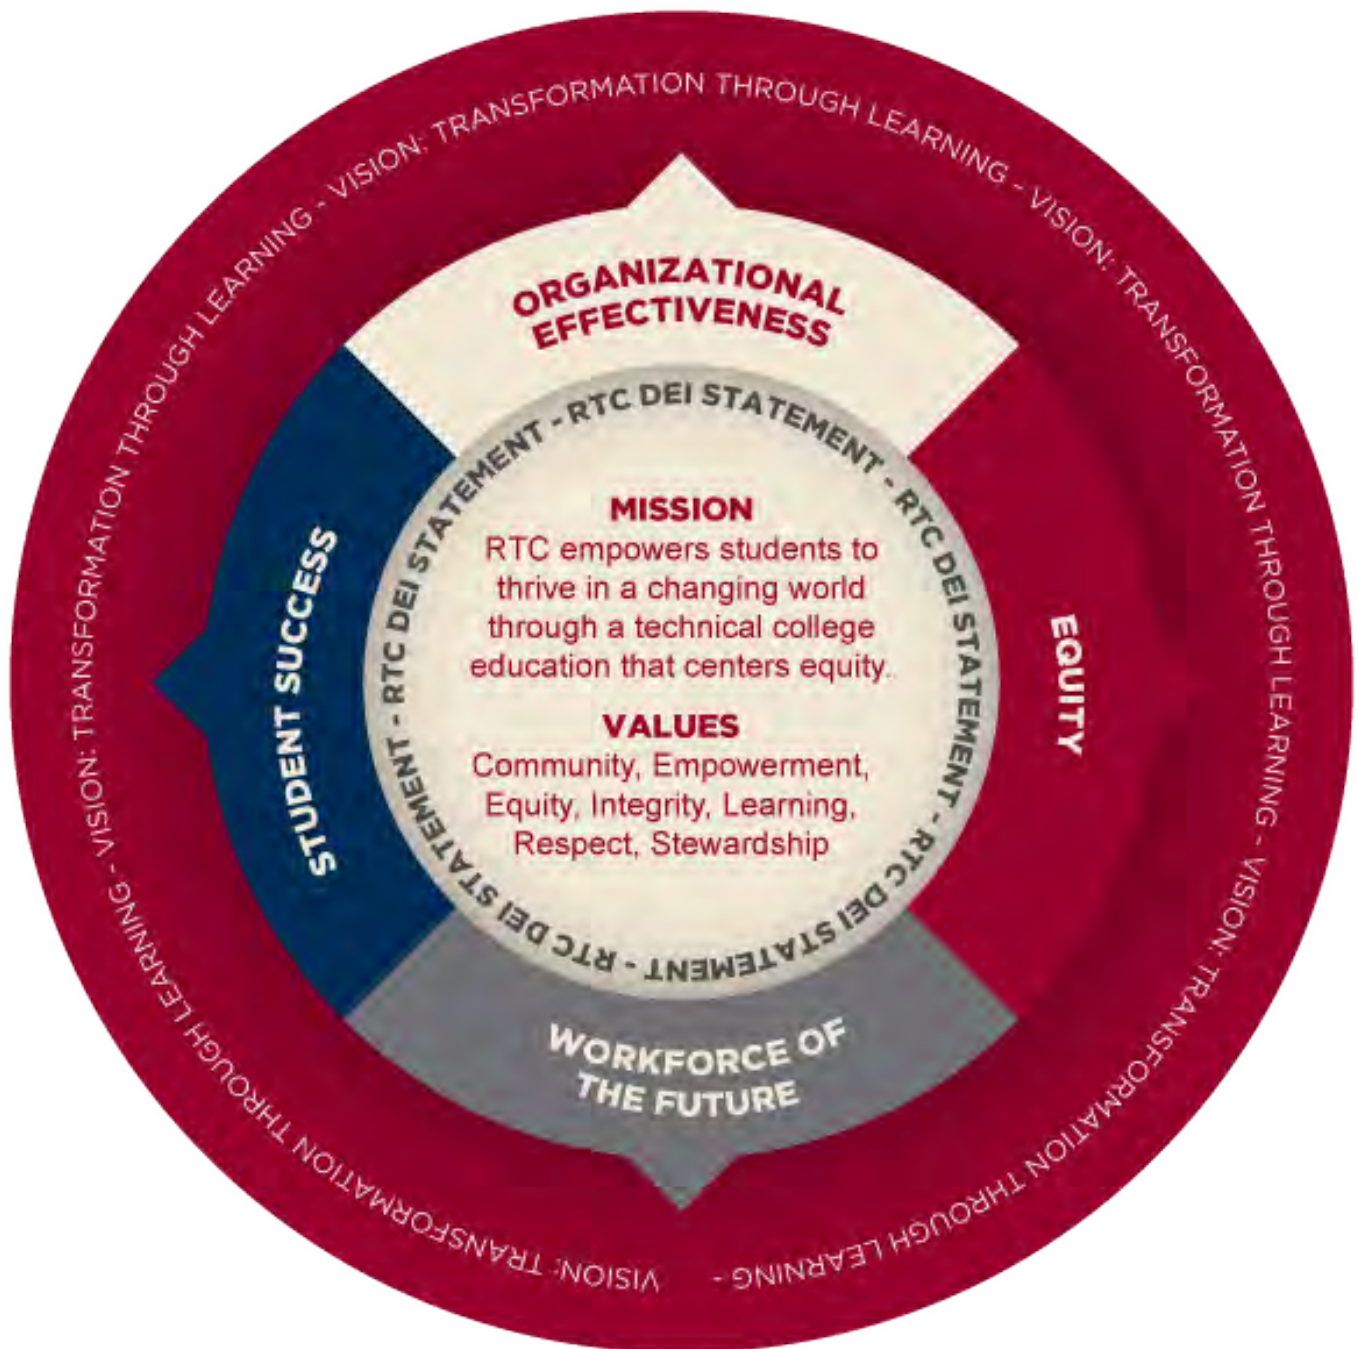 VISION: TRANSFORMATION THROUGH LEARNING - VISION: TRANSFORMATION THROUGH LEARNING - VISION: TRANSFORMATION THROUGH LEARNING - VISION: TRANSFORMATION THROUGH LEARNING - VISION: TRANSFORMATION THROUGH LEARNING -
ORGANIZATIONAL
EFFECTIVENESS
EQUITY
WORKFORCE OF
THE FUTURE
STUDENT SUCCESS
RTC DEI STATEMENT - RTC DEI STATEMENT - RTC DEI STATEMENT - RTC DEI STATEMENT - RTC DEI STATEMENT -
MISSION
RTC empowers students to
thrive in a changing world
through a technical college
education that centers equity.
VALUES
Community, Empowerment,
Equity, Integrity, Learning,
Respect, Stewardship